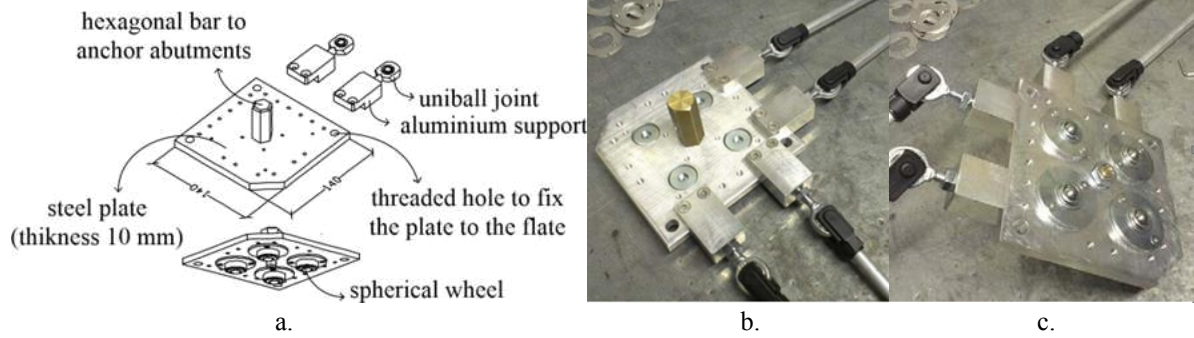 hexagonal bar to
anchor abutments
uniball joint
aluminium support
140
140
steel plate
(thikness 10 mm)
threaded hole to fix
the plate to the flate
spherical wheel
a.
b.
c.